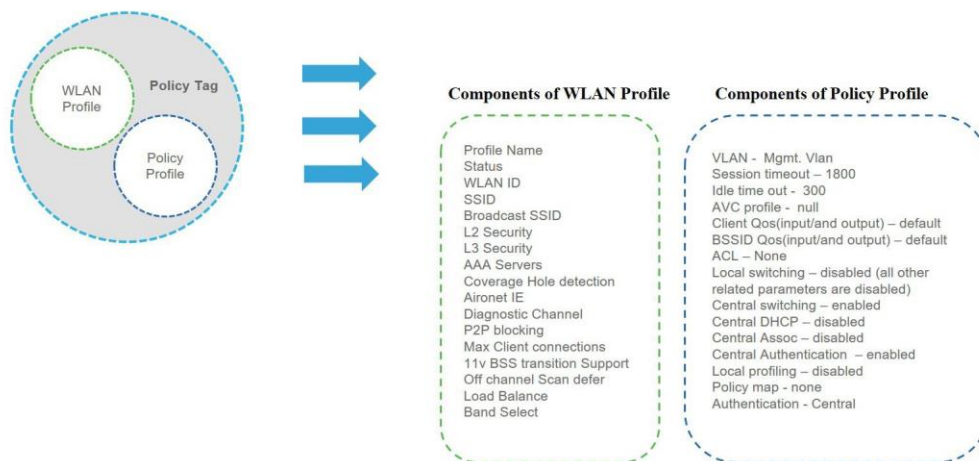 WLAN
Profile
Policy Tag
Policy
Profile
Components of WLAN Profile
Profile Name
Status
WLAN ID
SSID
Broadcast SSID
L2 Security
L3 Security
AAA Servers
Coverage Hole detection
Aironet IE
Diagnostic Channel
P2P blocking
Max Client connections
11v BSS transition Support
Off channel Scan defer
Load Balance
Band Select
Components of Policy Profile
VLAN - Mgmt. Vlan
Session timeout – 1800
Idle time out - 300
AVC profile - null
Client Qos(input/and output) – default
BSSID Qos(input/and output) – default
ACL – None
Local switching – disabled (all other
related parameters are disabled)
Central switching – enabled
Central DHCP – disabled
Central Assoc – disabled
Central Authentication – enabled
Local profiling – disabled
Policy map - none
Authentication - Central